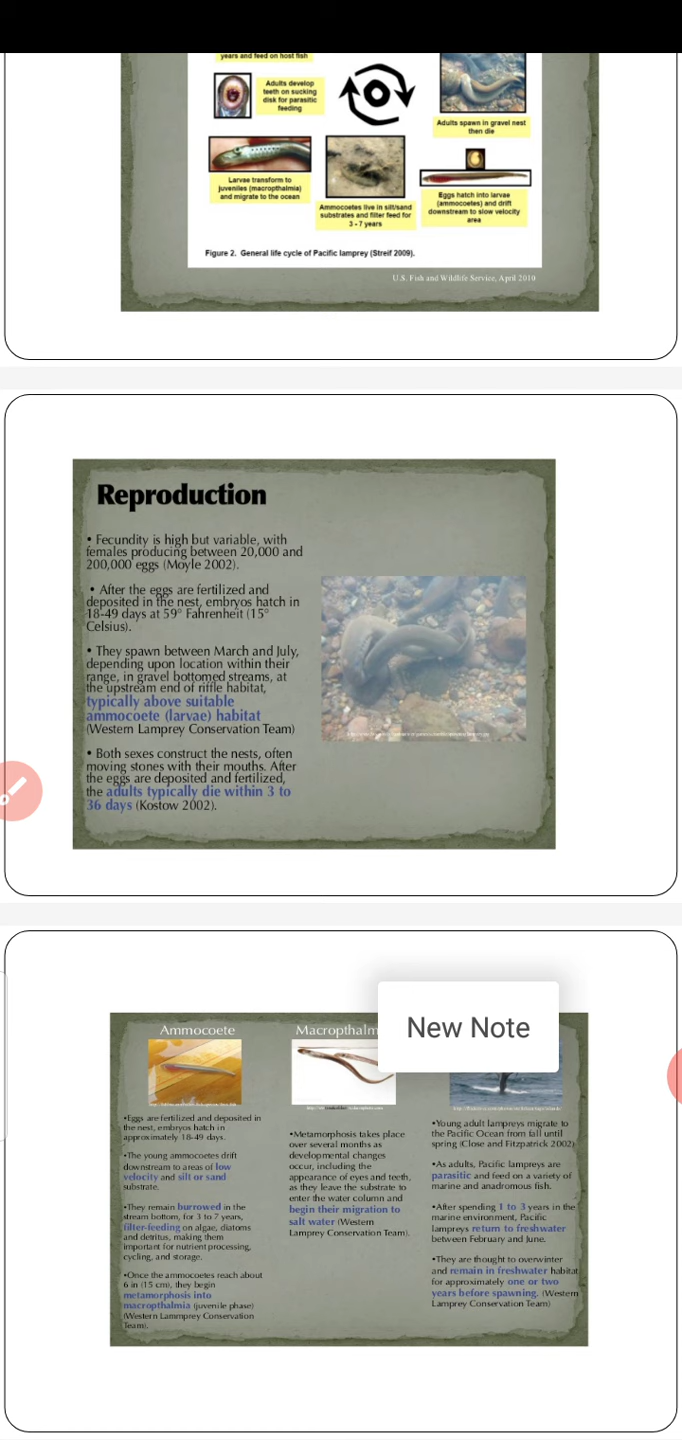 years and feed on host fish
Adults develop
teeth on sucking
disk for parasitic
feeding
Adults spawn in gravel nest
then die
Larvae transform to
juveniles (macropthalmia)
and migrate to the ocean
Ammocoetes live in silt/sand
substrates and filter feed for
3 - 7 years
Eggs hatch into larvae
(ammocoetes) and drift
downstream to slow velocity
area
Figure 2. General life cycle of Pacific lamprey (Streif 2009).
U.S. Fish and Wildlife Service, April 2010
Reproduction
• Fecundity is high but variable, with
females producing between 20,000 and
200,000 eggs (Moyle 2002).
• After the eggs are fertilized and
deposited in the nest, embryos hatch in
18-49 days at 59° Fahrenheit (15°
Celsius).
• They spawn between March and July,
depending upon location within their
range, in gravel bottomed streams, at
the upstream end of riffle habitat,
typically above suitable
ammocoete (larvae) habitat
(Western Lamprey Conservation Team)
• Both sexes construct the nests, often
moving stones with their mouths. After
the eggs are deposited and fertilized,
the adults typically die within 3 to
36 days (Kostow 2002).
New Note
Ammocoete
•Eggs are fertilized and deposited in
the nest, embryos hatch in
approximately 18-49 days.
•The young ammocoetes drift
downstream to areas of low
velocity and silt or sand
substrate.
•They remain burrowed in the
stream bottom, for 3 to 7 years,
filter-feeding on algae, diatoms
and detritus, making them
important for nutrient processing,
cycling, and storage.
•Once the ammocoetes reach about
6 in (15 cm), they begin
metamorphosis into
macropthalmia (juvenile phase)
(Western Lammprey Conservation
Team).
Macropthalm
•Metamorphosis takes place
over several months as
developmental changes
occur, including the
appearance of eyes and teeth,
as they leave the substrate to
enter the water column and
begin their migration to
salt water (Western
Lamprey Conservation Team).
•Young adult lampreys migrate to
the Pacific Ocean from fall until
spring (Close and Fitzpatrick 2002)
•As adults, Pacific lampreys are
parasitic and feed on a variety of
marine and anadromous fish.
•After spending 1 to 3 years in the
marine environment, Pacific
lampreys return to freshwater
between February and June.
•They are thought to overwinter
and remain in freshwater habitat
for approximately one or two
years before spawning. (Western
Lamprey Conservation Team)